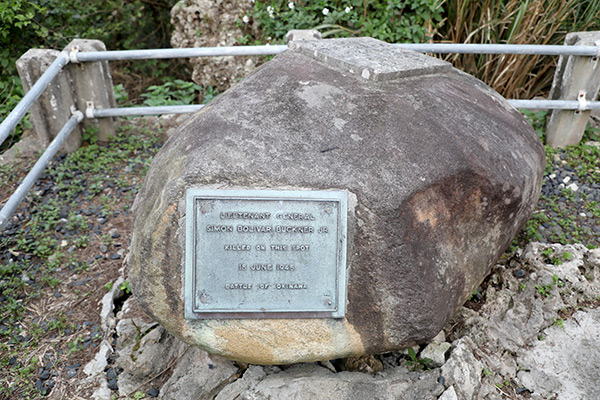 LIEUTENANT GENERAL
SIMON BOLIVAR BUCKNER JR.
KILLED ON THIS SPOT
18 JUNE 1945
BATTLE OF OKINAWA